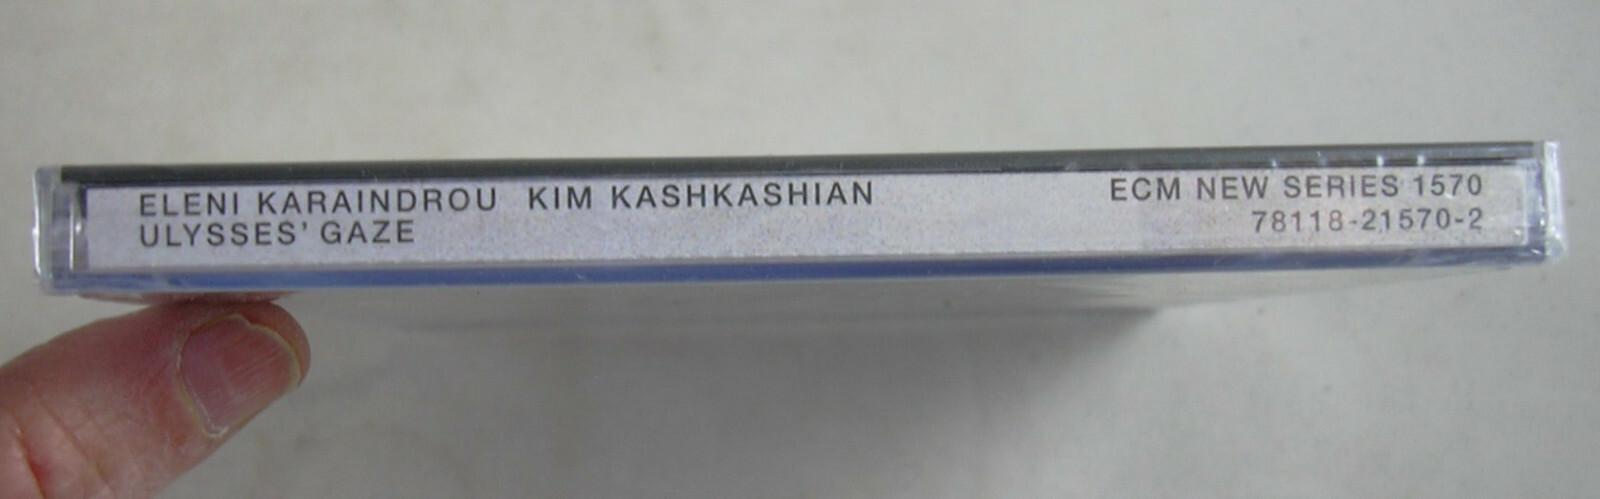 ELENI KARAINDROU KIM KASHKASHIAN
ULYSSES' GAZE
ECM NEW SERIES 1570
78118-21570-2